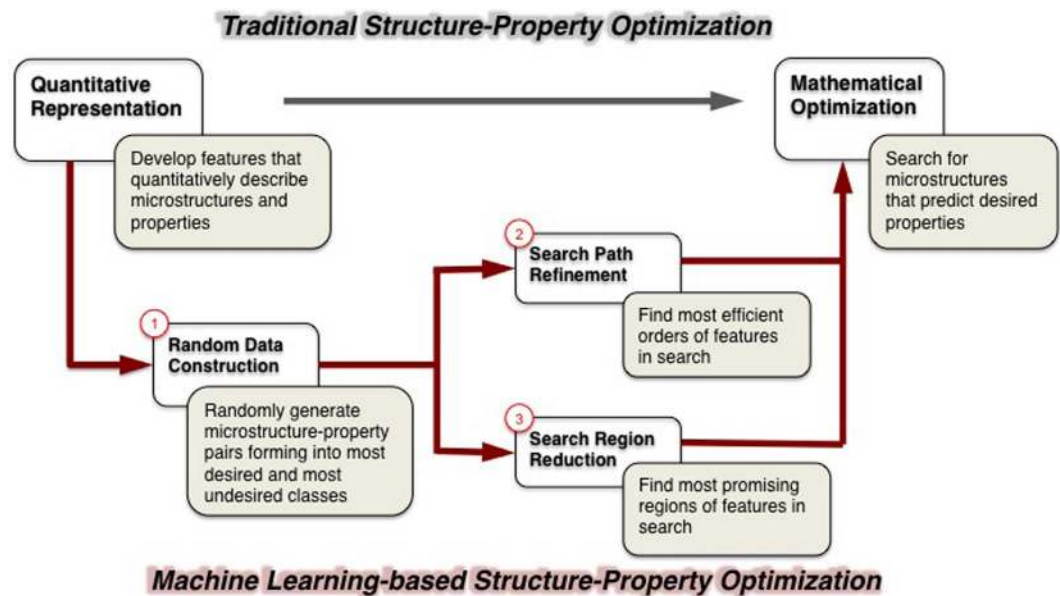 Traditional Structure-Property Optimization
Quantitative
Representation
Develop features that
quantitatively describe
microstructures and
properties
Mathematical
Optimization
Search for
microstructures
that predict desired
properties
1
Random Data
Construction
Randomly generate
microstructure-property
pairs forming into most
desired and most
undesired classes
2
Search Path
Refinement
Find most efficient
orders of features
in search
3
Search Region
Reduction
Find most promising
regions of features in
search
Machine Learning-based Structure-Property Optimization